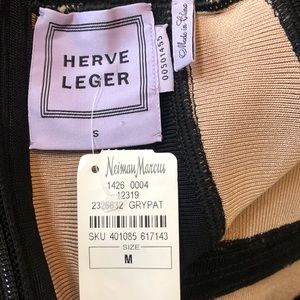 HERVE
LEGER
S
00501455
Made in China
Neiman Marcus
1426 0004
12319
2326632 GRYPAT
SKU 401085 617143
SIZE
M